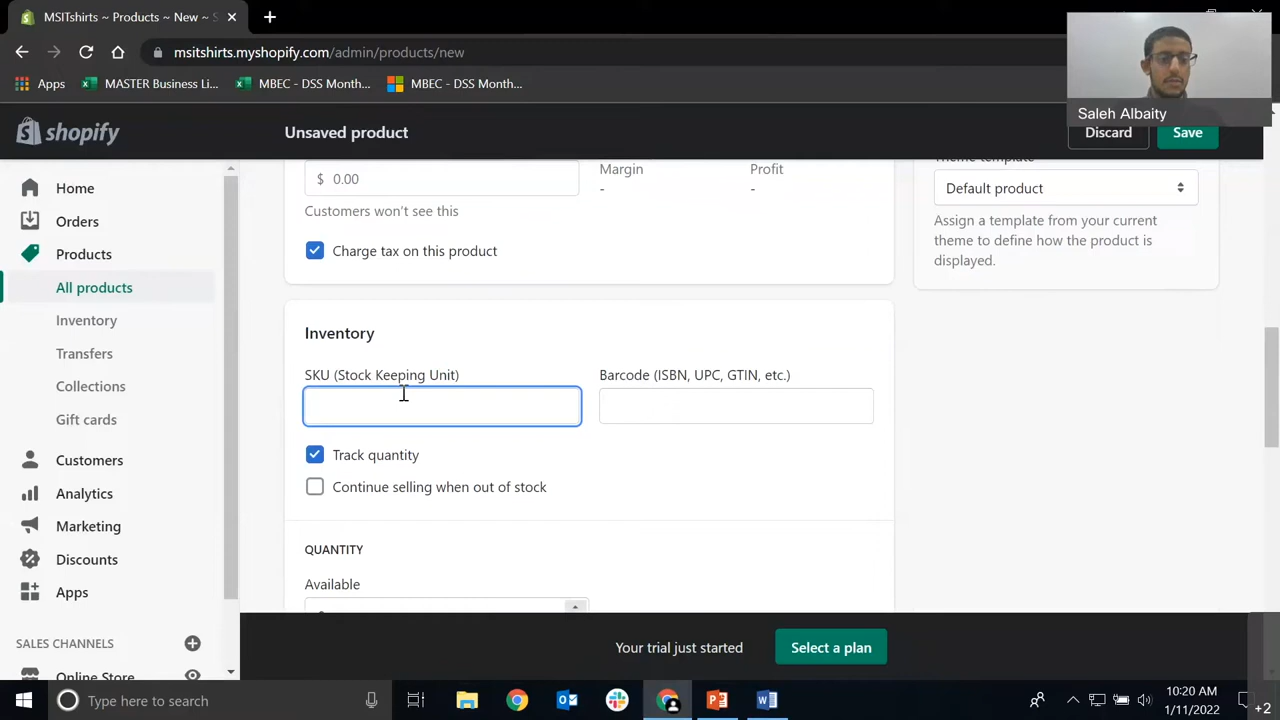 MSITshirts ~ Products ~ New ~ S
msitshirts.myshopify.com/admin/products/new
Apps
MASTER Business Li...
MBEC - DSS Month...
MBEC - DSS Month...
Saleh Albaity
shopify
Unsaved product
Discard
Save
Home
Orders
Products
All products
Inventory
Transfers
Collections
Gift cards
Customers
Analytics
Marketing
Discounts
Apps
SALES CHANNELS
Online Store
$ 0.00
Margin
-
Profit
-
Customers won't see this
Charge tax on this product
Inventory
SKU (Stock Keeping Unit)
Barcode (ISBN, UPC, GTIN, etc.)
Track quantity
Continue selling when out of stock
QUANTITY
Available
Theme template
Default product
Assign a template from your current
theme to define how the product is
displayed.
Your trial just started
Select a plan
Type here to search
10:20 AM
1/11/2022
+2